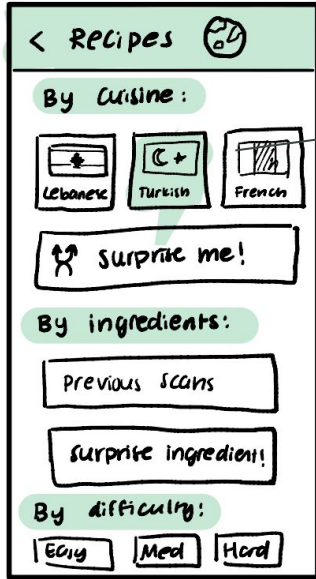 < Recipes
By cuisine:
Lebanese Turkish French
Surprise me!
By ingredients:
Previous scans
Surprise ingredient!
By difficulty:
Easy Med Hard